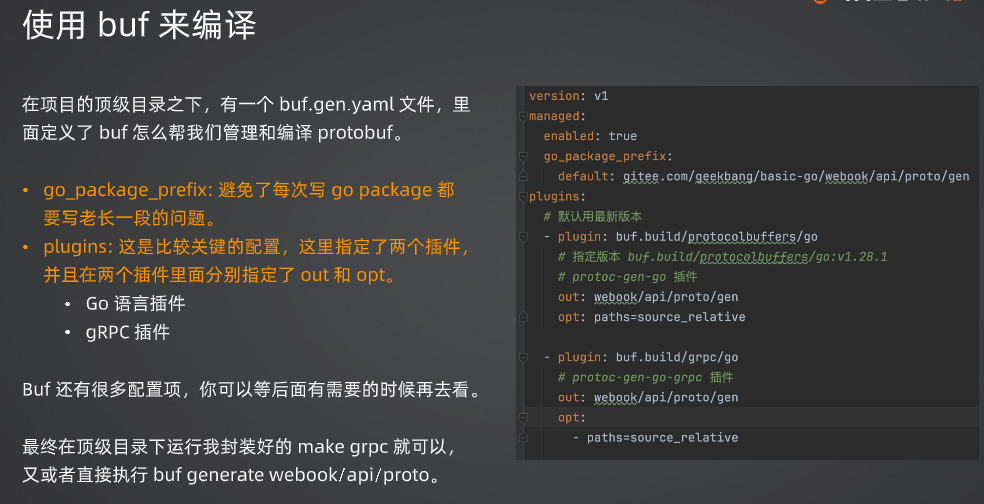 使用 buf 来编译
在项目的顶级目录之下，有一个 buf.gen.yaml 文件，里
面定义了 buf 怎么帮我们管理和编译 protobuf。
• go_package_prefix: 避免了每次写 go package 都
要写老长一段的问题。
• plugins: 这是比较关键的配置，这里指定了两个插件，
并且在两个插件里面分别指定了 out 和 opt。
• Go 语言插件
• gRPC 插件
Buf 还有很多配置项，你可以等后面有需要的时候再去看。
最终在顶级目录下运行我封装好的 make grpc 就可以，
又或者直接执行 buf generate webook/api/proto。
version: v1
managed:
  enabled: true
  go_package_prefix:
    default: gitee.com/geekbang/basic-go/webook/api/proto/gen
plugins:
  # 默认用最新版本
  - plugin: buf.build/protocolbuffers/go
    # 指定版本 buf.build/protocolbuffers/go:v1.28.1
    # protoc-gen-go 插件
    out: webook/api/proto/gen
    opt: paths=source_relative
  - plugin: buf.build/grpc/go
    # protoc-gen-go-grpc 插件
    out: webook/api/proto/gen
    opt:
      - paths=source_relative